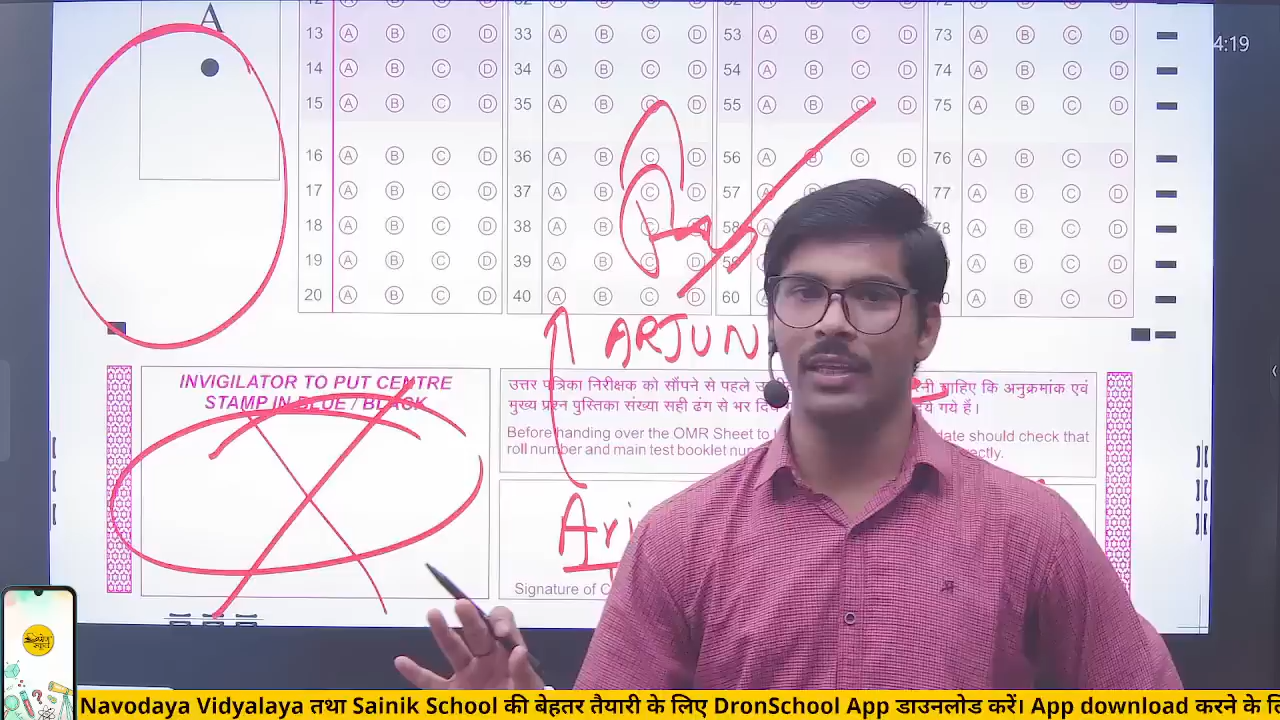 A
13 A B C D 33 A B C D 53 A B C D 73 A B C D
4:19
14 A B C D 34 A B C D 54 A B C D 74 A B C D
15 A B C D 35 A B C D 55 A B C D 75 A B C D
16 A B C D 36 A B C D 56 A B C D 76 A B C D
17 A B C D 37 A B C D 57 A 77 A B C D
18 A B C D 38 A B C D 58 A 78 A B C D
19 A B C D 39 A B C D 59 A B C D
20 A B C D 40 A B C D 60 A B C D
ARJUN
INVIGILATOR TO PUT CENTRE
STAMP IN BLUE / BLACK
उत्तर पत्रिका निरीक्षक को सौंपने से पहले चाहिए कि अनुक्रमांक एवं
मुख्य प्रश्न पुस्तिका संख्या सही ढंग से भर गये हैं।
Before handing over the OMR Sheet to should check that
roll number and main test booklet
Signature of
Navodaya Vidyalaya तथा Sainik School की बेहतर तैयारी के लिए DronSchool App डाउनलोड करें। App download करने के